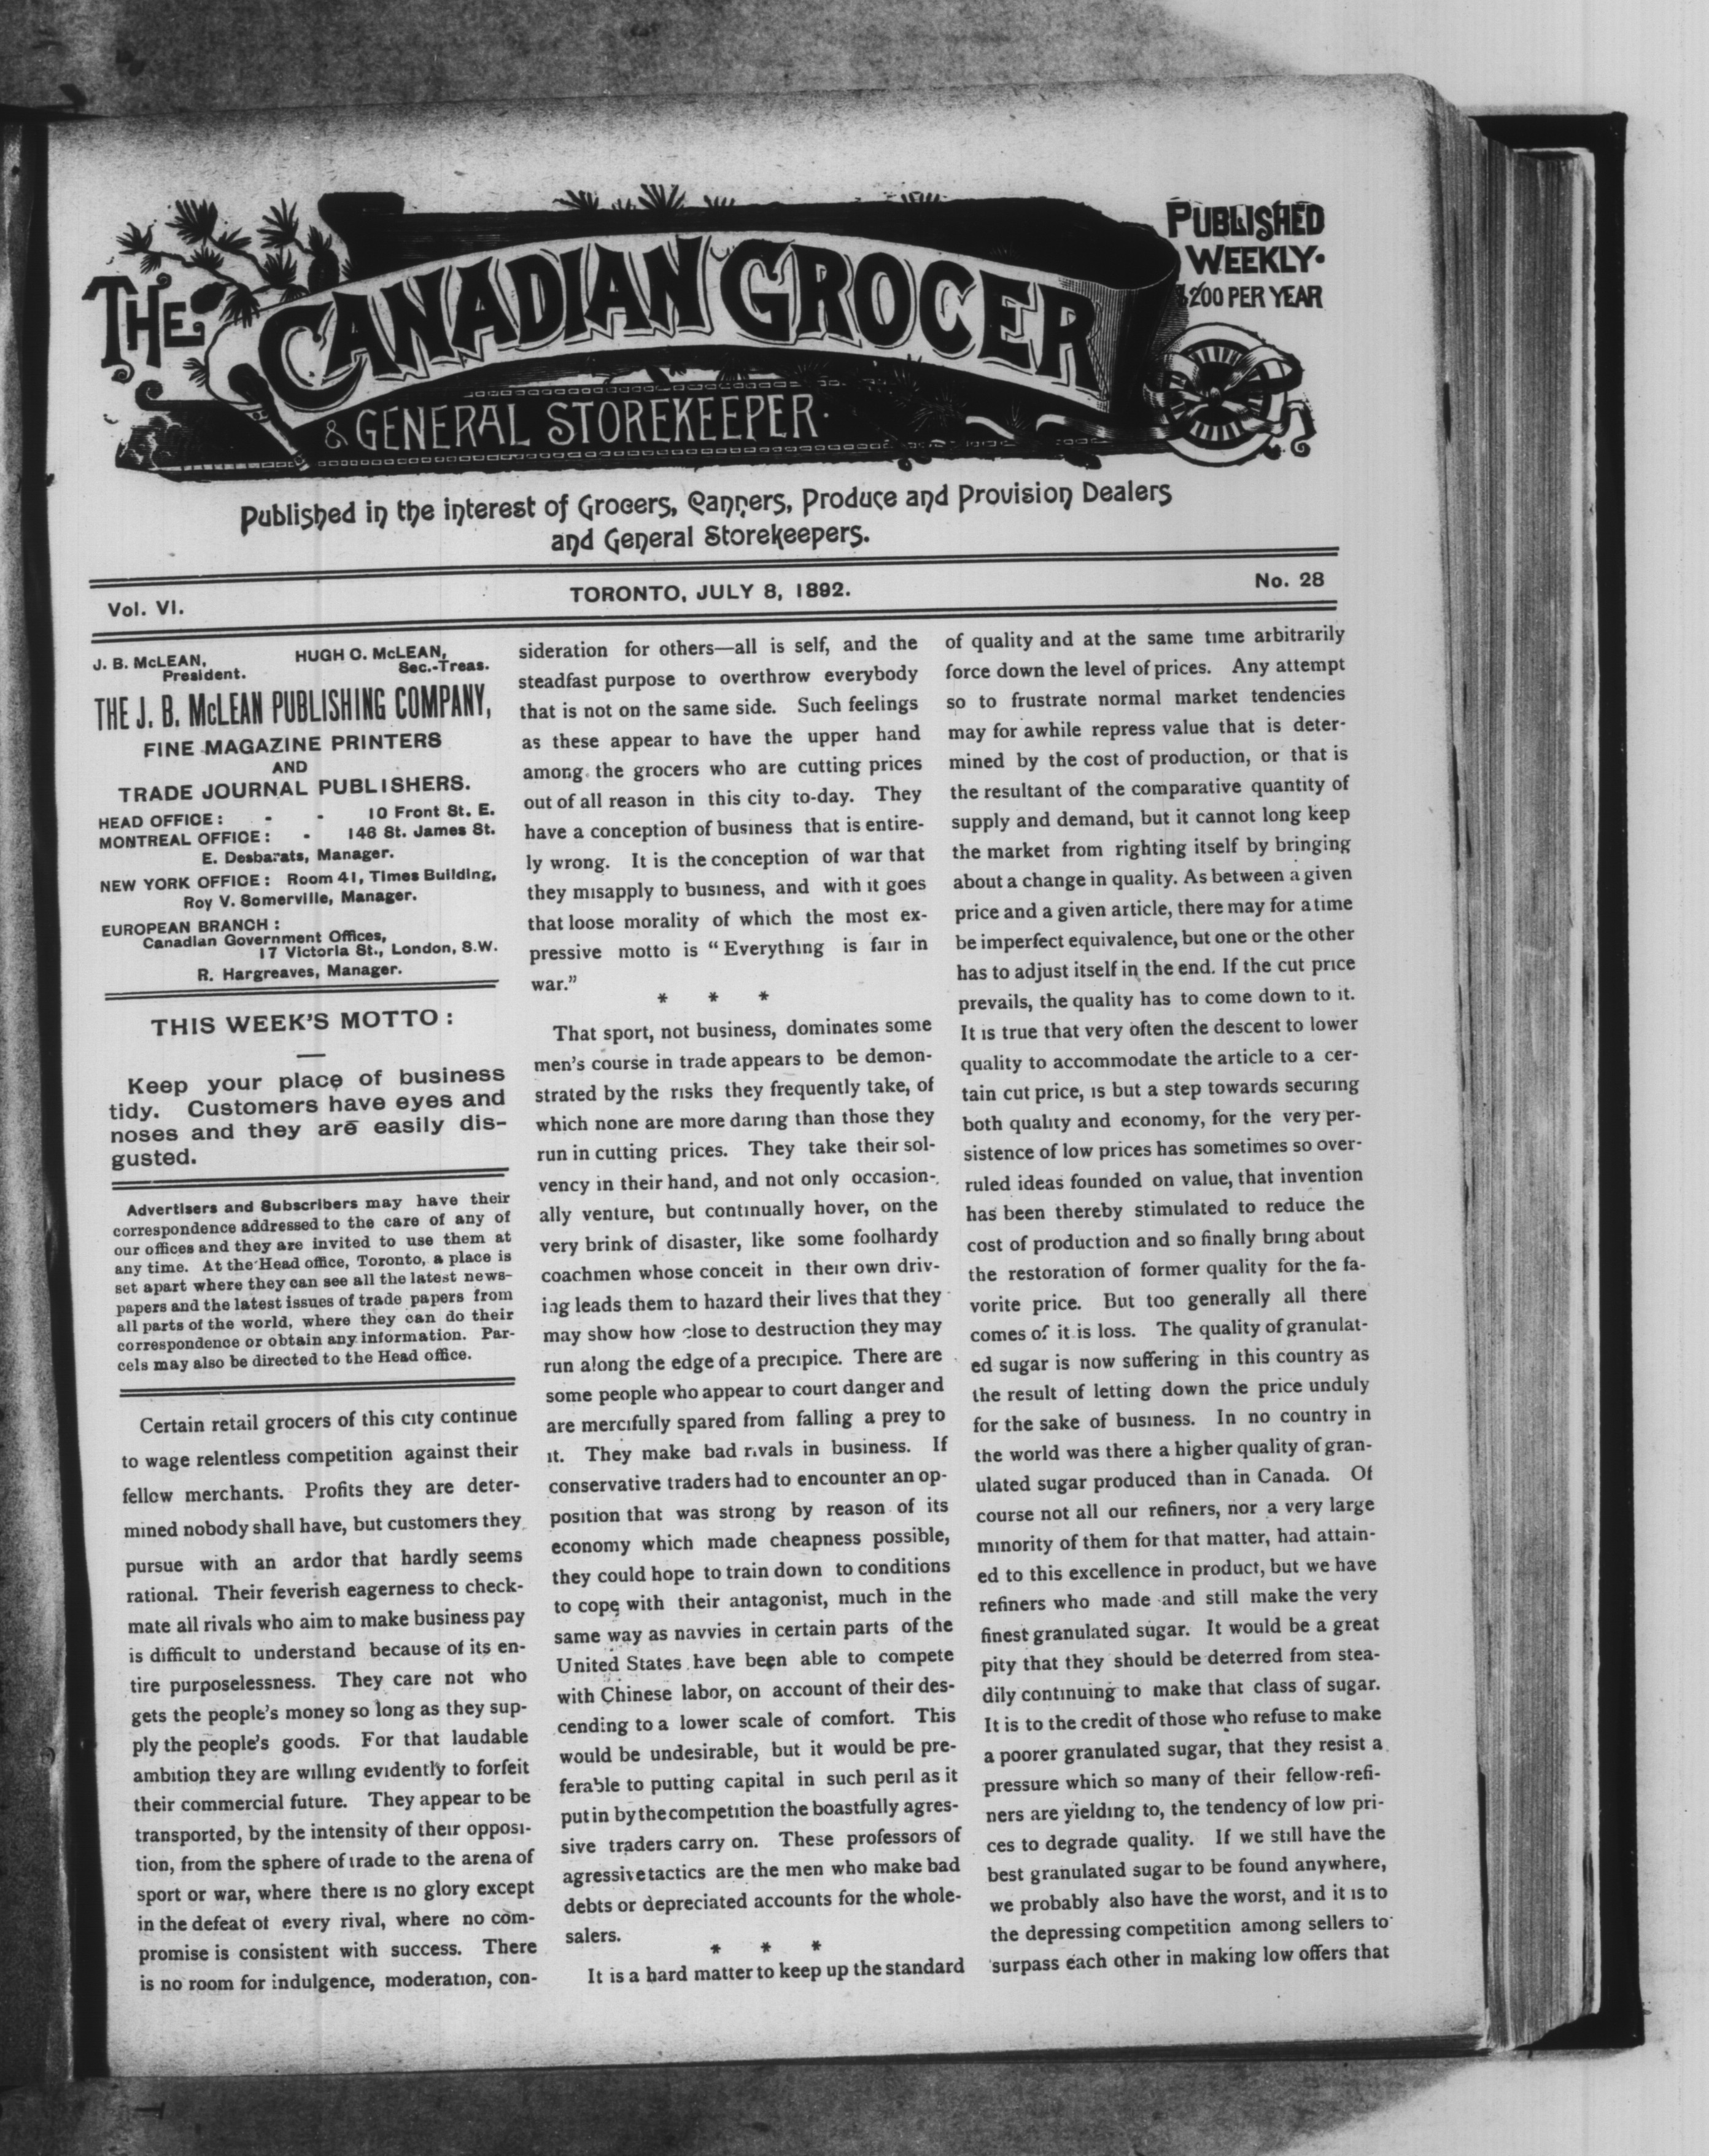 THE CANADIAN GROCER
& GENERAL STOREKEEPER.
PUBLISHED
WEEKLY.
$2.00 PER YEAR
Published in the interest of Grocers, Canners, Produce and Provision Dealers
and General Storekeepers.
Vol. VI. TORONTO, JULY 8, 1892. No. 28
J. B. McLEAN, HUGH C. McLEAN,
President. Sec.-Treas.
THE J. B. McLEAN PUBLISHING COMPANY,
FINE MAGAZINE PRINTERS
AND
TRADE JOURNAL PUBLISHERS.
HEAD OFFICE: - - 10 Front St. E.
MONTREAL OFFICE: - 146 St. James St.
E. Desbarats, Manager.
NEW YORK OFFICE: Room 41, Times Building,
Roy V. Somerville, Manager.
EUROPEAN BRANCH:
Canadian Government Offices,
17 Victoria St., London, S.W.
R. Hargreaves, Manager.
THIS WEEK'S MOTTO:
Keep your place of business
tidy. Customers have eyes and
noses and they are easily dis-
gusted.
Advertisers and Subscribers may have their
correspondence addressed to the care of any of
our offices and they are invited to use them at
any time. At the Head office, Toronto, a place is
set apart where they can see all the latest news-
papers and the latest issues of trade papers from
all parts of the world, where they can do their
correspondence or obtain any information. Par-
cels may also be directed to the Head office.
Certain retail grocers of this city continue
to wage relentless competition against their
fellow merchants. Profits they are deter-
mined nobody shall have, but customers they
pursue with an ardor that hardly seems
rational. Their feverish eagerness to check-
mate all rivals who aim to make business pay
is difficult to understand because of its en-
tire purposelessness. They care not who
gets the people's money so long as they sup-
ply the people's goods. For that laudable
ambition they are willing evidently to forfeit
their commercial future. They appear to be
transported, by the intensity of their opposi-
tion, from the sphere of trade to the arena of
sport or war, where there is no glory except
in the defeat of every rival, where no com-
promise is consistent with success. There
is no room for indulgence, moderation, con-
sideration for others—all is self, and the
steadfast purpose to overthrow everybody
that is not on the same side. Such feelings
as these appear to have the upper hand
among the grocers who are cutting prices
out of all reason in this city to-day. They
have a conception of business that is entire-
ly wrong. It is the conception of war that
they misapply to business, and with it goes
that loose morality of which the most ex-
pressive motto is "Everything is fair in
war."
* * *
That sport, not business, dominates some
men's course in trade appears to be demon-
strated by the risks they frequently take, of
which none are more daring than those they
run in cutting prices. They take their sol-
vency in their hand, and not only occasion-
ally venture, but continually hover, on the
very brink of disaster, like some foolhardy
coachmen whose conceit in their own driv-
ing leads them to hazard their lives that they
may show how close to destruction they may
run along the edge of a precipice. There are
some people who appear to court danger and
are mercifully spared from falling a prey to
it. They make bad rivals in business. If
conservative traders had to encounter an op-
position that was strong by reason of its
economy which made cheapness possible,
they could hope to train down to conditions
to cope with their antagonist, much in the
same way as navvies in certain parts of the
United States have been able to compete
with Chinese labor, on account of their des-
cending to a lower scale of comfort. This
would be undesirable, but it would be pre-
ferable to putting capital in such peril as it
put in by the competition the boastfully agres-
sive traders carry on. These professors of
agressive tactics are the men who make bad
debts or depreciated accounts for the whole-
salers.
* * *
It is a hard matter to keep up the standard
of quality and at the same time arbitrarily
force down the level of prices. Any attempt
so to frustrate normal market tendencies
may for awhile repress value that is deter-
mined by the cost of production, or that is
the resultant of the comparative quantity of
supply and demand, but it cannot long keep
the market from righting itself by bringing
about a change in quality. As between a given
price and a given article, there may for a time
be imperfect equivalence, but one or the other
has to adjust itself in the end. If the cut price
prevails, the quality has to come down to it.
It is true that very often the descent to lower
quality to accommodate the article to a cer-
tain cut price, is but a step towards securing
both quality and economy, for the very per-
sistence of low prices has sometimes so over-
ruled ideas founded on value, that invention
has been thereby stimulated to reduce the
cost of production and so finally bring about
the restoration of former quality for the fa-
vorite price. But too generally all there
comes of it is loss. The quality of granulat-
ed sugar is now suffering in this country as
the result of letting down the price unduly
for the sake of business. In no country in
the world was there a higher quality of gran-
ulated sugar produced than in Canada. Of
course not all our refiners, nor a very large
minority of them for that matter, had attain-
ed to this excellence in product, but we have
refiners who made and still make the very
finest granulated sugar. It would be a great
pity that they should be deterred from stea-
dily continuing to make that class of sugar.
It is to the credit of those who refuse to make
a poorer granulated sugar, that they resist a
pressure which so many of their fellow-refi-
ners are yielding to, the tendency of low pri-
ces to degrade quality. If we still have the
best granulated sugar to be found anywhere,
we probably also have the worst, and it is to
the depressing competition among sellers to
surpass each other in making low offers that